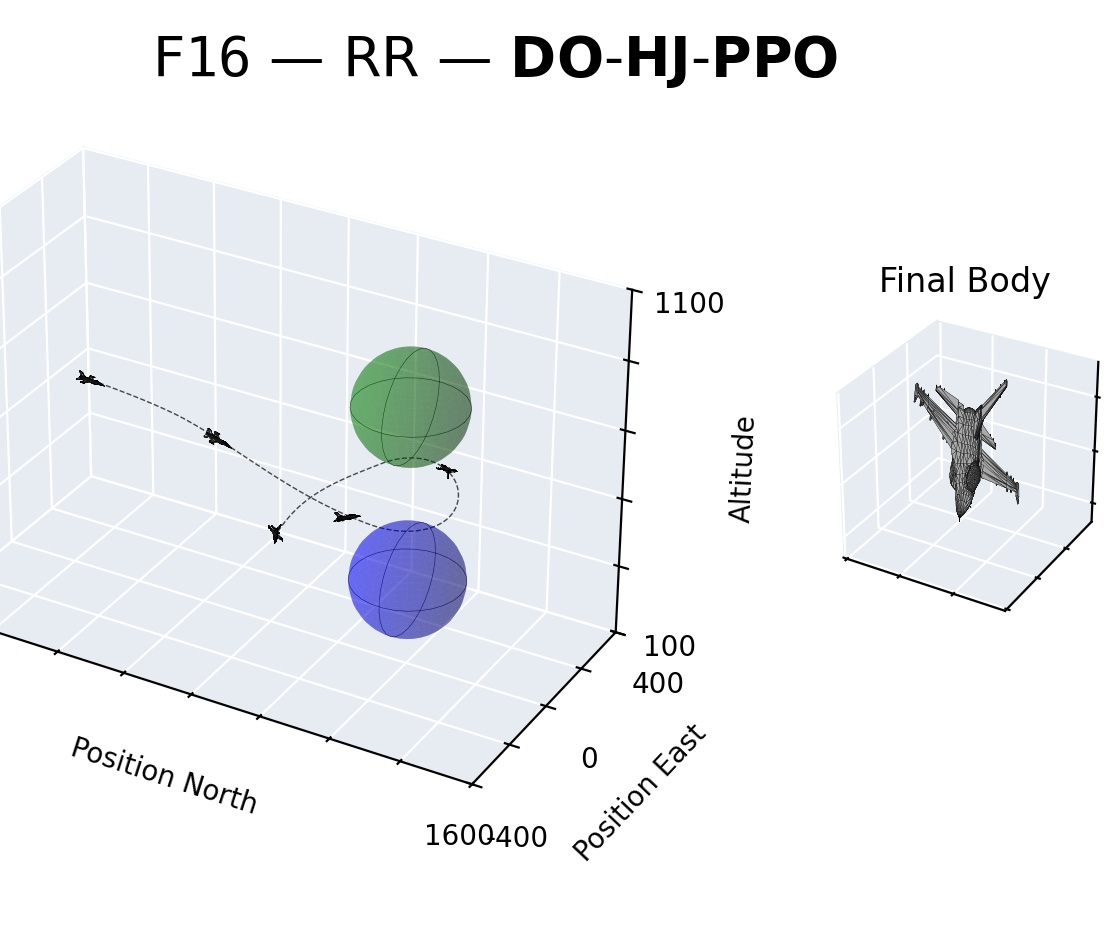 F16 — RR — DO-HJ-PPO
Final Body
1100
Altitude
100
400
0
Position East
Position North
1600
-400